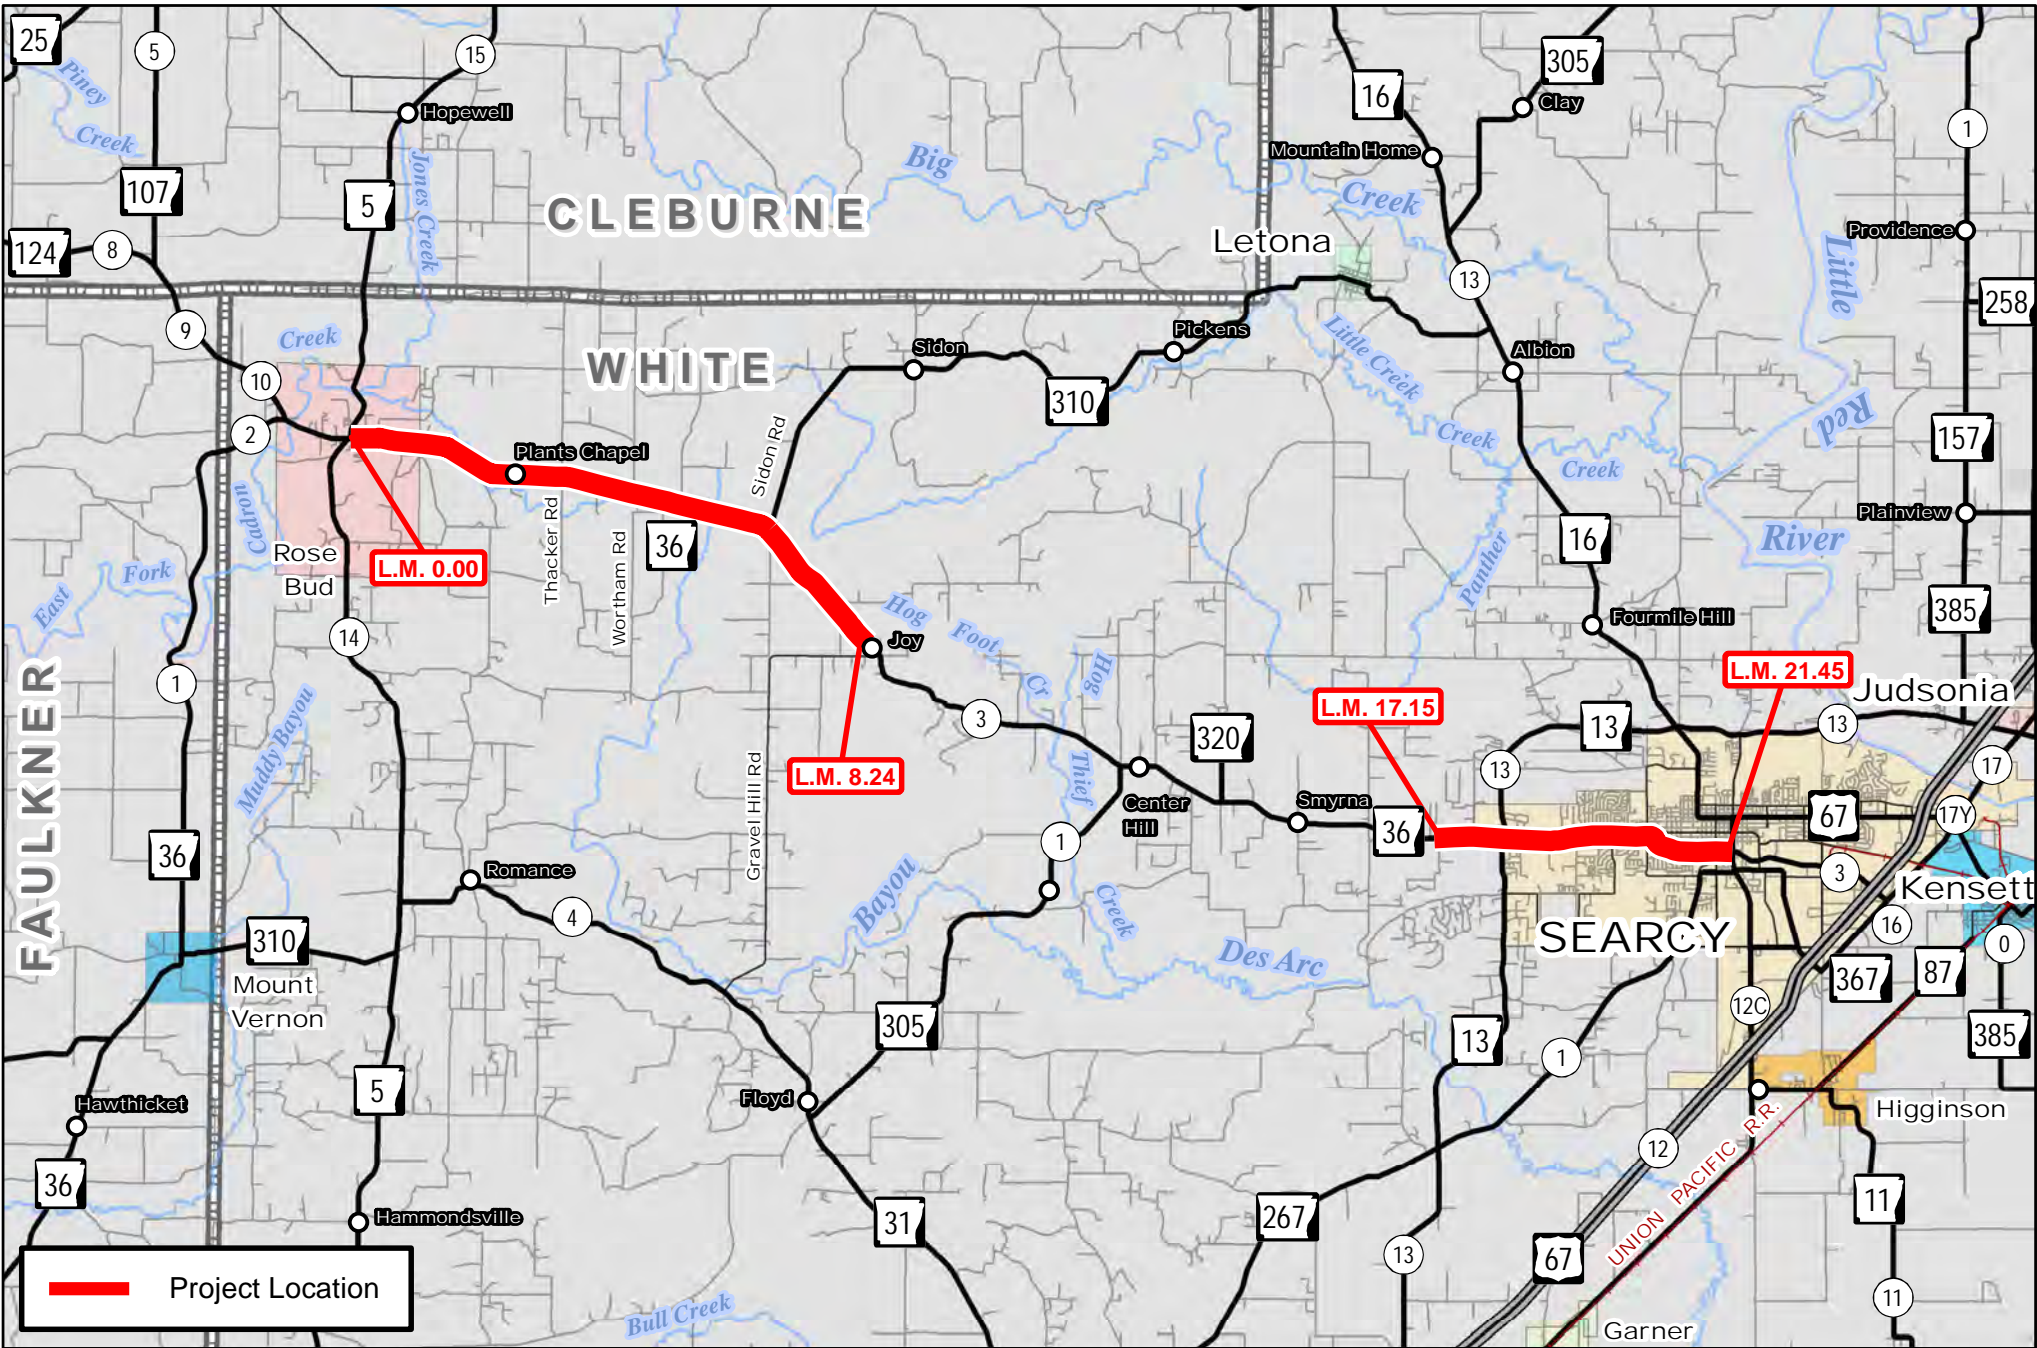 25
5
15
Piney
Creek
Hopewell
16
305
Clay
1
Mountain Home
107
5
Jones Creek
Big
Creek
CLEBURNE
124
8
Letona
Providence
Little
13
258
9
Creek
WHITE
Sidon
Pickens
Little Creek
Albion
10
310
Red
2
Plants Chapel
Sidon Rd
Creek
Creek
157
Cadron
Thacker Rd
Wortham Rd
36
16
Plainview
River
Rose
Bud
L.M. 0.00
East
Fork
Panther
385
14
Hog
Foot
Cr
Joy
Hog
Fourmile Hill
FAULKNER
1
L.M. 21.45
Judsonia
Muddy Bayou
3
L.M. 17.15
13
13
320
Gravel Hill Rd
L.M. 8.24
Thief
13
17
Center
Hill
Smyrna
36
67
17Y
36
1
Romance
3
Kensett
4
Bayou
Creek
16
310
Des Arc
SEARCY
0
Mount
Vernon
367
87
12C
305
13
385
5
1
Hawthicket
Floyd
Higginson
12
UNION PACIFIC R.R.
36
Hammondsville
31
267
11
13
67
Project Location
11
Bull Creek
Garner